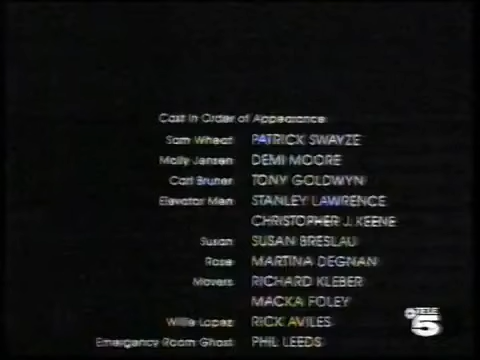 Cast in Order of Appearance
Sam Wheat PATRICK SWAYZE
Molly Jensen DEMI MOORE
Carl Bruner TONY GOLDWYN
Elevator Men STANLEY LAWRENCE
CHRISTOPHER J. KEENE
Susan SUSAN BRESLAU
Rose MARTINA DEGNAN
Movers RICHARD KLEBER
MACKA FOLEY
Willie Lopez RICK AVILES
Emergency Room Ghost PHIL LEEDS
TELE
5